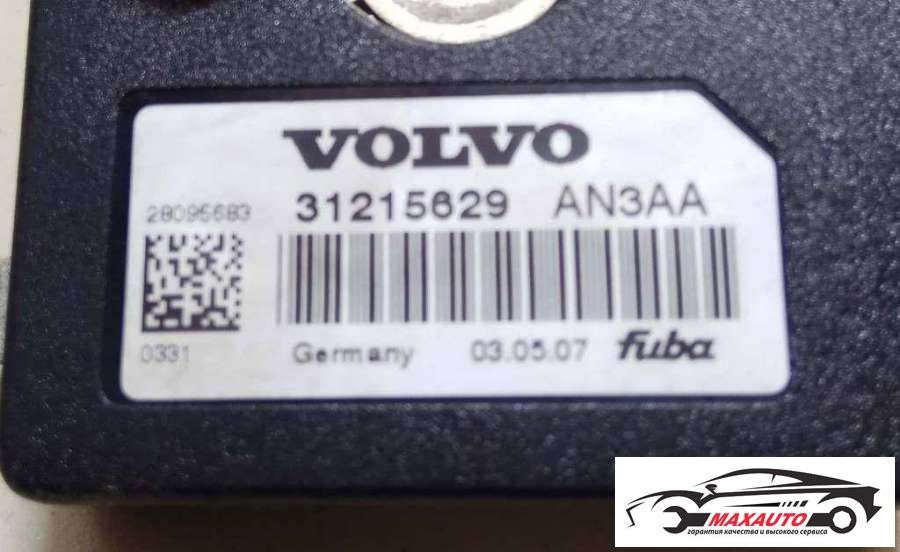 VOLVO
28095683
31215629 AN3AA
0331
Germany 03.05.07 fuba
MAXAUTO
гарантия качества и высокого сервиса